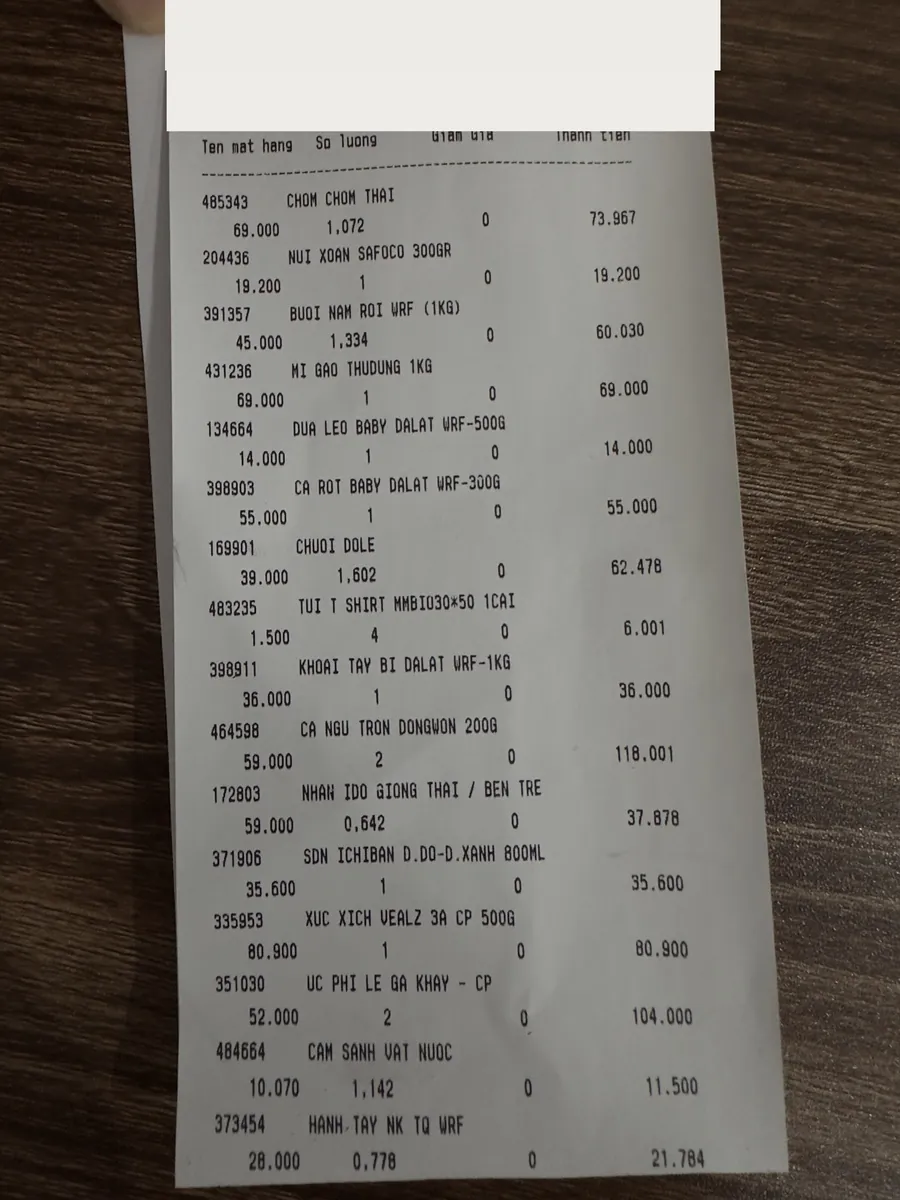 Ten mat hang So luong Giam Gia Thanh tien
485343 CHOM CHOM THAI
69.000 1,072 0 73.967
204436 NUI XOAN SAFOCO 300GR
19.200 1 0 19.200
391357 BUOI NAM ROI WRF (1KG)
45.000 1,334 0 60.030
431236 MI GAO THUDUNG 1KG
69.000 1 0 69.000
134664 DUA LEO BABY DALAT WRF-500G
14.000 1 0 14.000
398903 CA ROT BABY DALAT WRF-300G
55.000 1 0 55.000
169901 CHUOI DOLE
39.000 1,602 0 62.478
483235 TUI T SHIRT MMBIO30*50 1CAI
1.500 4 0 6.001
398911 KHOAI TAY BI DALAT WRF-1KG
36.000 1 0 36.000
464598 CA NGU TRON DONGWON 200G
59.000 2 0 118.001
172803 NHAN IDO GIONG THAI / BEN TRE
59.000 0,642 0 37.878
371906 SDN ICHIBAN D.DO-D.XANH 800ML
35.600 1 0 35.600
335953 XUC XICH VEALZ 3A CP 500G
80.900 1 0 80.900
351030 UC PHI LE GA KHAY - CP
52.000 2 0 104.000
484664 CAM SANH VAT NUOC
10.070 1,142 0 11.500
373454 HANH TAY NK TQ WRF
28.000 0,778 0 21.784